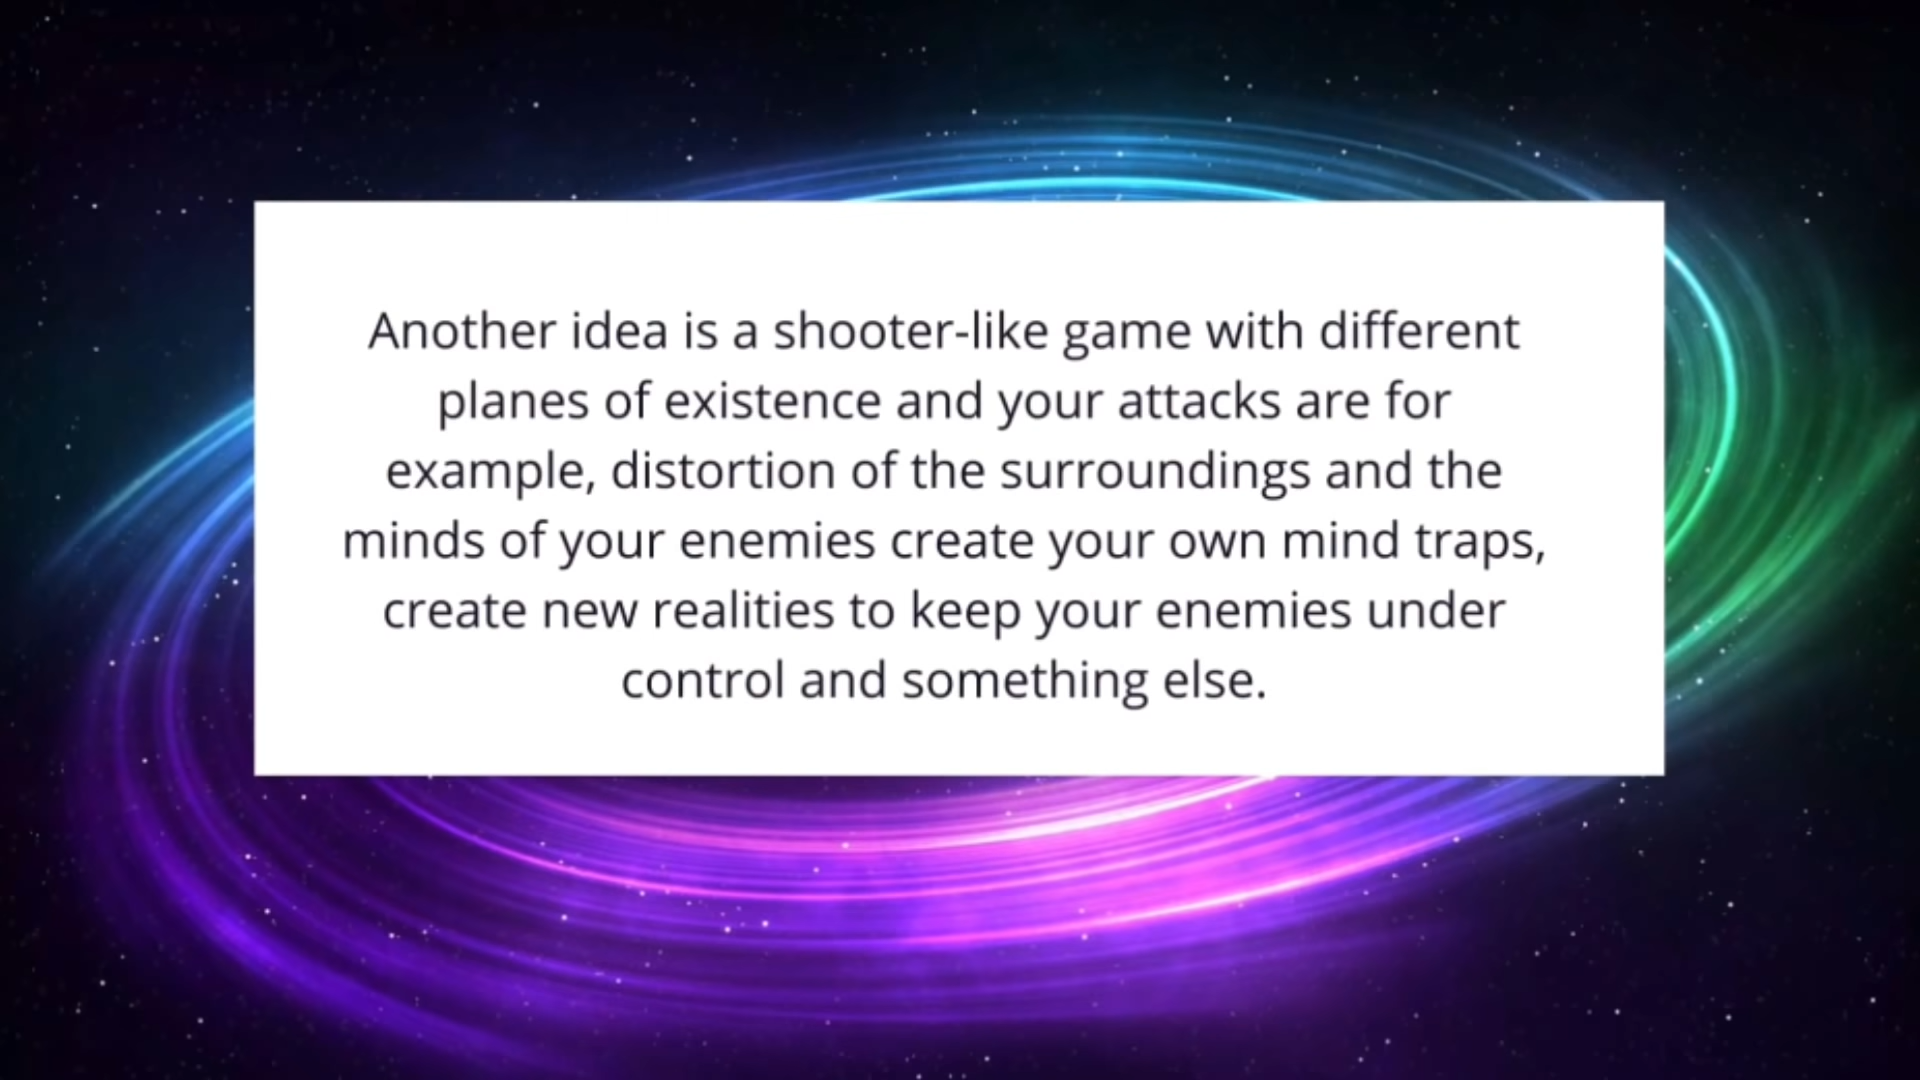 Another idea is a shooter-like game with different
planes of existence and your attacks are for
example, distortion of the surroundings and the
minds of your enemies create your own mind traps,
create new realities to keep your enemies under
control and something else.